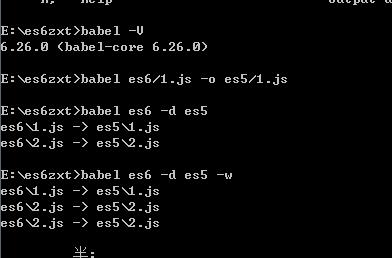 E:\es6zxt>babel -V
6.26.0 (babel-core 6.26.0)
E:\es6zxt>babel es6/1.js -o es5/1.js
E:\es6zxt>babel es6 -d es5
es6\1.js -> es5\1.js
es6\2.js -> es5\2.js
E:\es6zxt>babel es6 -d es5 -w
es6\1.js -> es5\1.js
es6\2.js -> es5\2.js
es6\2.js -> es5\2.js
半: